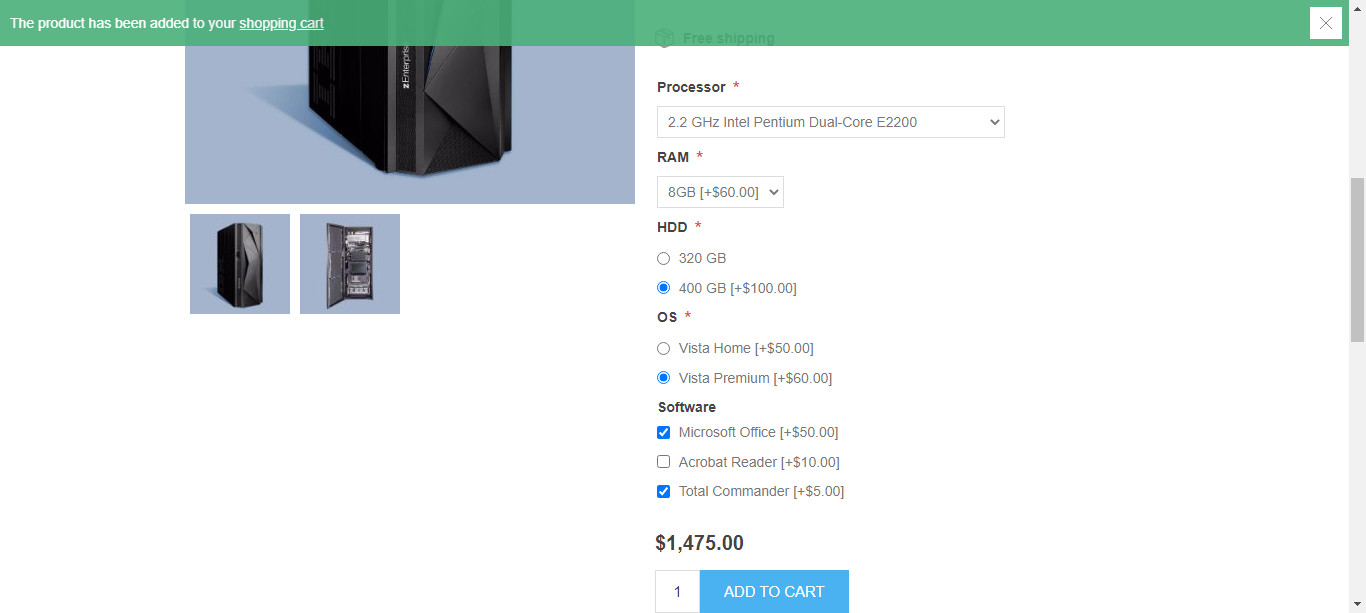 The product has been added to your shopping cart
Free shipping
zEnterprise
Processor *
2.2 GHz Intel Pentium Dual-Core E2200
RAM *
8GB [+$60.00]
HDD *
320 GB
400 GB [+$100.00]
OS *
Vista Home [+$50.00]
Vista Premium [+$60.00]
Software
Microsoft Office [+$50.00]
Acrobat Reader [+$10.00]
Total Commander [+$5.00]
$1,475.00
1
ADD TO CART